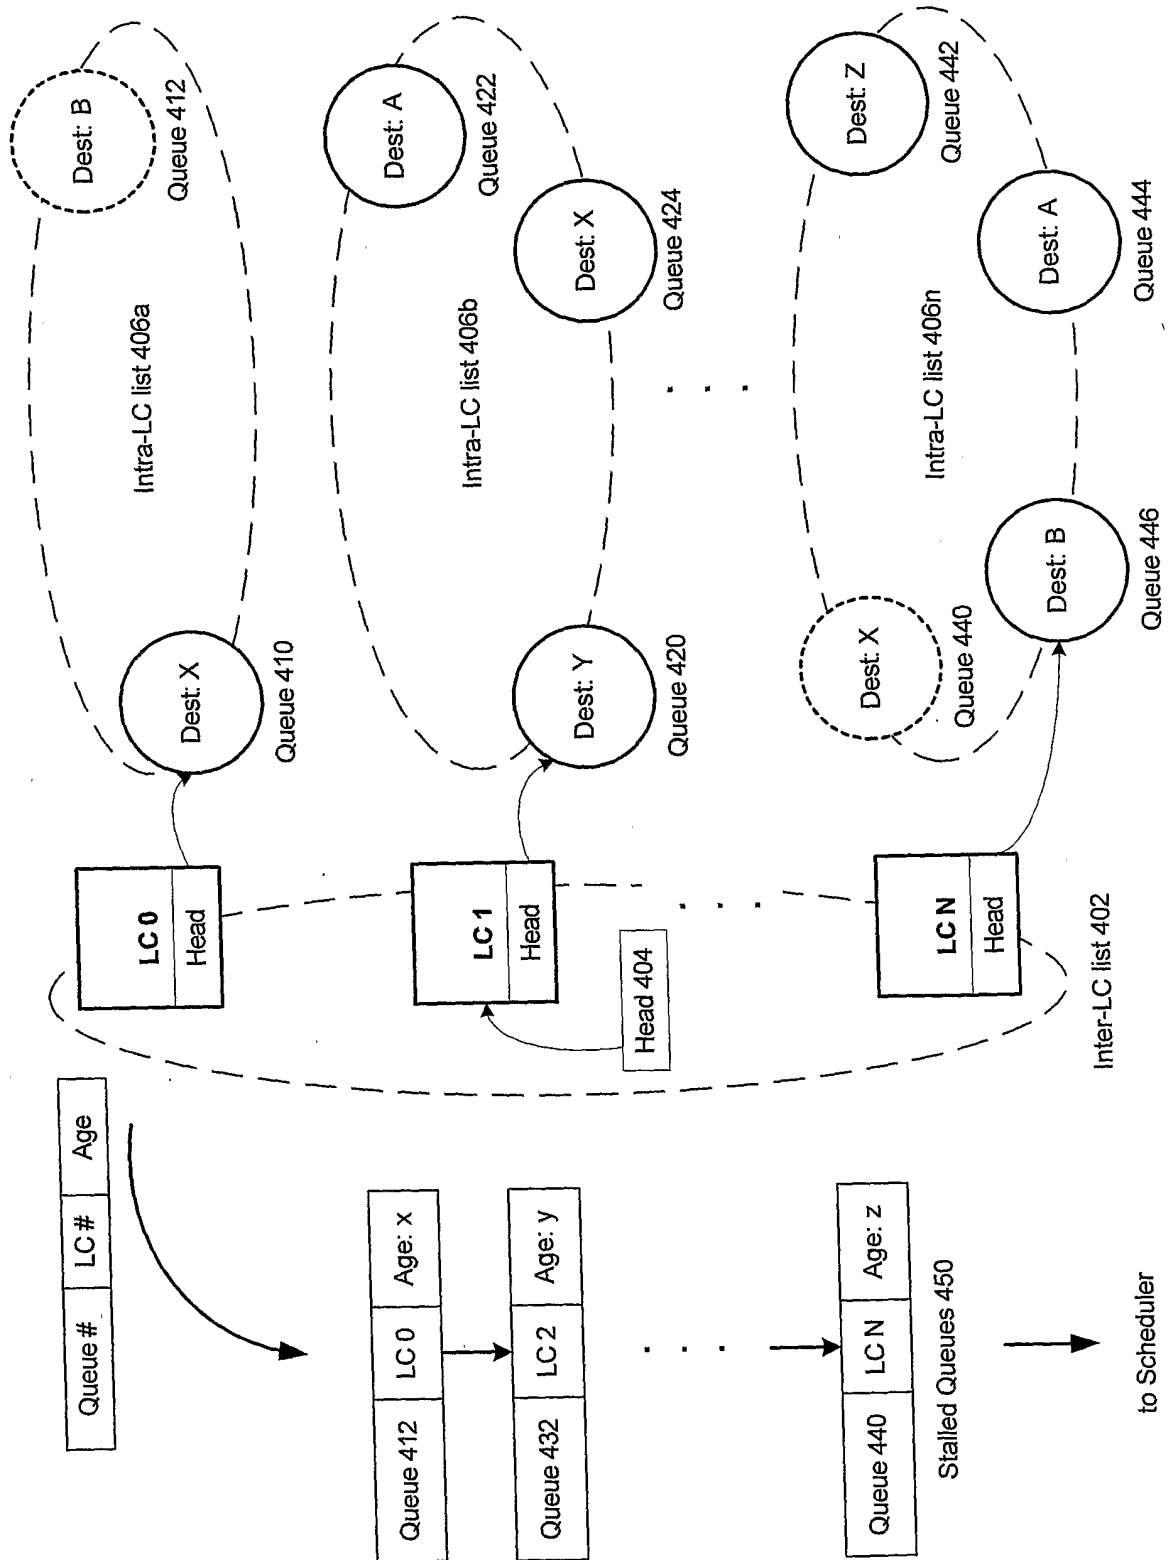 Queue #
LC #
Age
Queue 412
LC 0
Age: x
Queue 432
LC 2
Age: y
. . .
Queue 440
LC N
Age: z
Stalled Queues 450
to Scheduler
LC 0
Head
LC 1
Head
Head 404
. . .
LC N
Head
Inter-LC list 402
Dest: X
Queue 410
Intra-LC list 406a
Dest: B
Queue 412
Dest: Y
Queue 420
Intra-LC list 406b
Dest: A
Queue 422
Dest: X
Queue 424
. . .
Dest: X
Queue 440
Intra-LC list 406n
Dest: Z
Queue 442
Dest: B
Queue 446
Dest: A
Queue 444